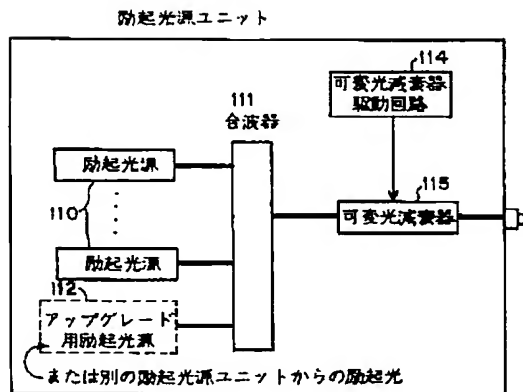 励起光源ユニット
114
可変光減衰器
駆動回路
111
合波器
励起光源
115
可変光減衰器
110
励起光源
112
アップグレード
用励起光源
または別の励起光源ユニットからの励起光